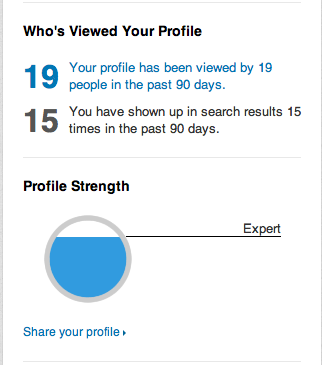 Who's Viewed Your Profile
19
Your profile has been viewed by 19
people in the past 90 days.
15
You have shown up in search results 15
times in the past 90 days.
Profile Strength
Expert
Share your profile